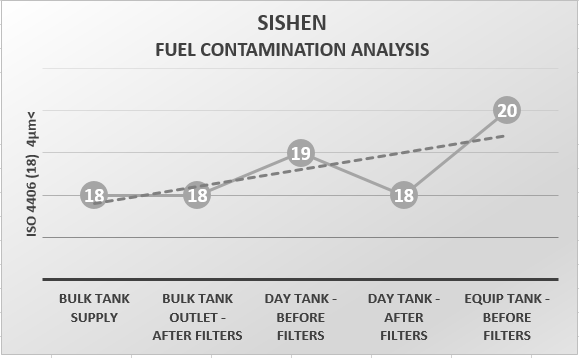 SISHEN
FUEL CONTAMINATION ANALYSIS
ISO 4406 (18) 4µm<
18
18
19
18
20
BULK TANK
SUPPLY
BULK TANK
OUTLET -
AFTER FILTERS
DAY TANK -
BEFORE
FILTERS
DAY TANK -
AFTER
FILTERS
EQUIP TANK -
BEFORE
FILTERS